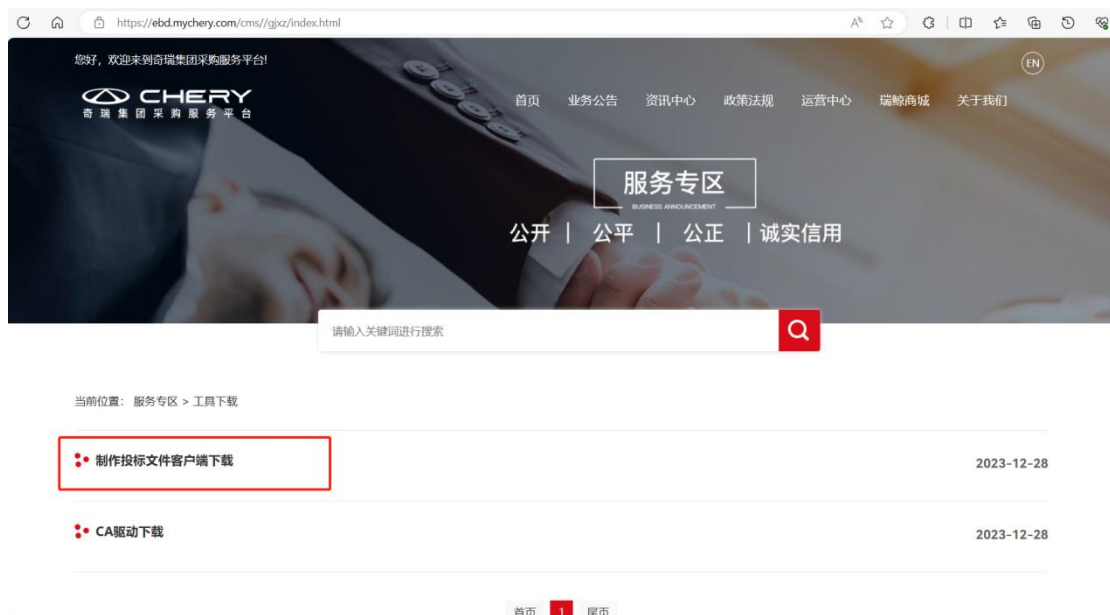 https://ebd.mychery.com/cms//gjxz/index.html
您好，欢迎来到奇瑞集团采购服务平台!
EN
CHERY
奇瑞集团采购服务平台
首页 业务公告 资讯中心 政策法规 运营中心 瑞鲸商城 关于我们
服务专区
BUSINESS ANNOUNCEMENT
公开 | 公平 | 公正 | 诚实信用
请输入关键词进行搜索
当前位置： 服务专区 > 工具下载
制作投标文件客户端下载 2023-12-28
CA驱动下载 2023-12-28
首页 1 尾页